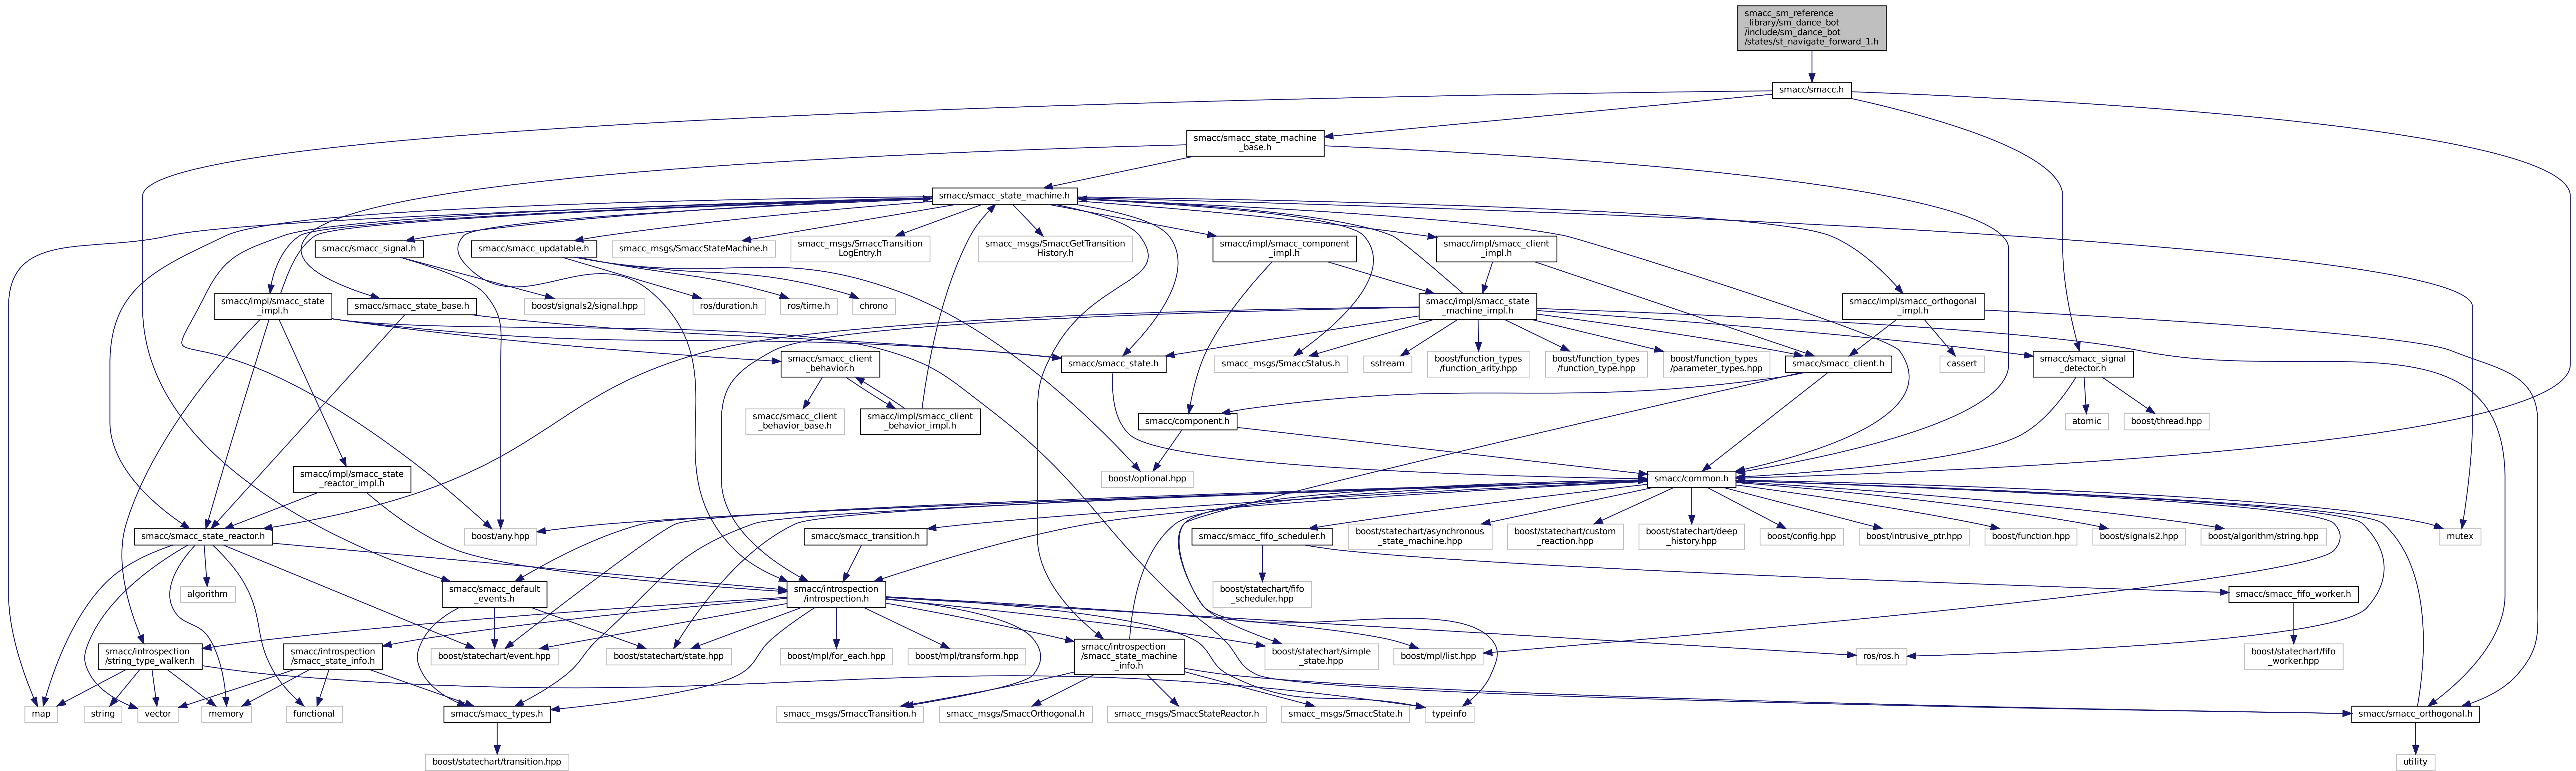 smacc_sm_reference
_library/sm_dance_bot
/include/sm_dance_bot
/states/st_navigate_forward_1.h
smacc/smacc.h
smacc/smacc_state_machine
_base.h
smacc/smacc_state_machine.h
smacc/smacc_signal.h
smacc/smacc_updatable.h
smacc_msgs/SmaccStateMachine.h
smacc_msgs/SmaccTransition
LogEntry.h
smacc_msgs/SmaccGetTransition
History.h
smacc/impl/smacc_component
_impl.h
smacc/impl/smacc_client
_impl.h
smacc/impl/smacc_state
_impl.h
smacc/smacc_state_base.h
boost/signals2/signal.hpp
ros/duration.h
ros/time.h
chrono
smacc/impl/smacc_state
_machine_impl.h
smacc/impl/smacc_orthogonal
_impl.h
smacc/smacc_client
_behavior.h
smacc/smacc_state.h
smacc_msgs/SmaccStatus.h
sstream
boost/function_types
/function_arity.hpp
boost/function_types
/function_type.hpp
boost/function_types
/parameter_types.hpp
smacc/smacc_client.h
cassert
smacc/smacc_signal
_detector.h
smacc/smacc_client
_behavior_base.h
smacc/impl/smacc_client
_behavior_impl.h
smacc/component.h
atomic
boost/thread.hpp
smacc/impl/smacc_state
_reactor_impl.h
boost/optional.hpp
smacc/common.h
smacc/smacc_state_reactor.h
boost/any.hpp
smacc/smacc_transition.h
smacc/smacc_fifo_scheduler.h
boost/statechart/asynchronous
_state_machine.hpp
boost/statechart/custom
_reaction.hpp
boost/statechart/deep
_history.hpp
boost/config.hpp
boost/intrusive_ptr.hpp
boost/function.hpp
boost/signals2.hpp
boost/algorithm/string.hpp
mutex
algorithm
smacc/smacc_default
_events.h
smacc/introspection
/introspection.h
boost/statechart/fifo
_scheduler.hpp
smacc/smacc_fifo_worker.h
smacc/introspection
/string_type_walker.h
smacc/introspection
/smacc_state_info.h
boost/statechart/event.hpp
boost/statechart/state.hpp
boost/mpl/for_each.hpp
boost/mpl/transform.hpp
smacc/introspection
/smacc_state_machine
_info.h
boost/statechart/simple
_state.hpp
boost/mpl/list.hpp
ros/ros.h
boost/statechart/fifo
_worker.hpp
map
string
vector
memory
functional
smacc/smacc_types.h
smacc_msgs/SmaccTransition.h
smacc_msgs/SmaccOrthogonal.h
smacc_msgs/SmaccStateReactor.h
smacc_msgs/SmaccState.h
typeinfo
smacc/smacc_orthogonal.h
boost/statechart/transition.hpp
utility